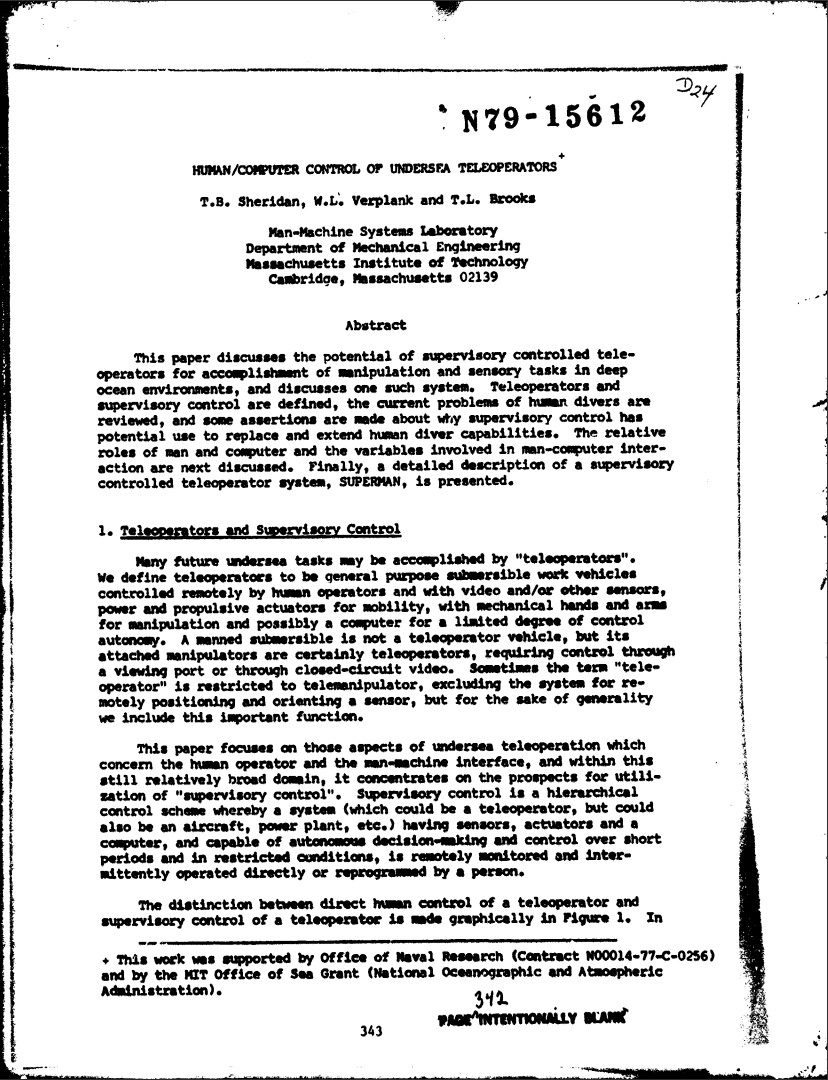 D24
N79-15612
HUMAN/COMPUTER CONTROL OF UNDERSEA TELEOPERATORS+
T.B. Sheridan, W.L. Verplank and T.L. Brooks
Man-Machine Systems Laboratory
Department of Mechanical Engineering
Massachusetts Institute of Technology
Cambridge, Massachusetts 02139
Abstract
This paper discusses the potential of supervisory controlled tele-
operators for accomplishment of manipulation and sensory tasks in deep
ocean environments, and discusses one such system. Teleoperators and
supervisory control are defined, the current problems of human divers are
reviewed, and some assertions are made about why supervisory control has
potential use to replace and extend human diver capabilities. The relative
roles of man and computer and the variables involved in man-computer inter-
action are next discussed. Finally, a detailed description of a supervisory
controlled teleoperator system, SUPERMAN, is presented.
1. Teleoperators and Supervisory Control
Many future undersea tasks may be accomplished by "teleoperators".
We define teleoperators to be general purpose submersible work vehicles
controlled remotely by human operators and with video and/or other sensors,
power and propulsive actuators for mobility, with mechanical hands and arms
for manipulation and possibly a computer for a limited degree of control
autonomy. A manned submersible is not a teleoperator vehicle, but its
attached manipulators are certainly teleoperators, requiring control through
a viewing port or through closed-circuit video. Sometimes the term "tele-
operator" is restricted to telemanipulator, excluding the system for re-
motely positioning and orienting a sensor, but for the sake of generality
we include this important function.
This paper focuses on those aspects of undersea teleoperation which
concern the human operator and the man-machine interface, and within this
still relatively broad domain, it concentrates on the prospects for utili-
zation of "supervisory control". Supervisory control is a hierarchical
control scheme whereby a system (which could be a teleoperator, but could
also be an aircraft, power plant, etc.) having sensors, actuators and a
computer, and capable of autonomous decision-making and control over short
periods and in restricted conditions, is remotely monitored and inter-
mittently operated directly or reprogrammed by a person.
The distinction between direct human control of a teleoperator and
supervisory control of a teleoperator is made graphically in Figure 1. In
+ This work was supported by Office of Naval Research (Contract N00014-77-C-0256)
and by the MIT Office of Sea Grant (National Oceanographic and Atmospheric
Administration).
342
PAGE INTENTIONALLY BLANK
343